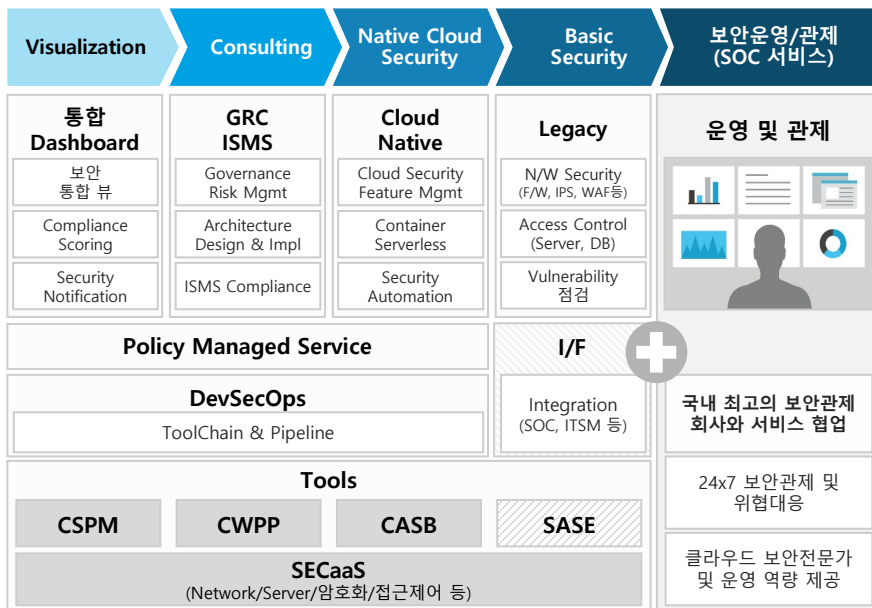 Visualization
Consulting
Native Cloud
Security
Basic
Security
보안운영/관제
(SOC 서비스)
통합
Dashboard
보안
통합 뷰
Compliance
Scoring
Security
Notification
GRC
ISMS
Governance
Risk Mgmt
Architecture
Design & Impl
ISMS Compliance
Cloud
Native
Cloud Security
Feature Mgmt
Container
Serverless
Security
Automation
Legacy
N/W Security
(F/W, IPS, WAF등)
Access Control
(Server, DB)
Vulnerability
점검
운영 및 관제
Policy Managed Service
I/F
DevSecOps
ToolChain & Pipeline
Integration
(SOC, ITSM 등)
국내 최고의 보안관제
회사와 서비스 협업
Tools
CSPM
CWPP
CASB
SASE
SECaaS
(Network/Server/암호화/접근제어 등)
24x7 보안관제 및
위협대응
클라우드 보안전문가
및 운영 역량 제공